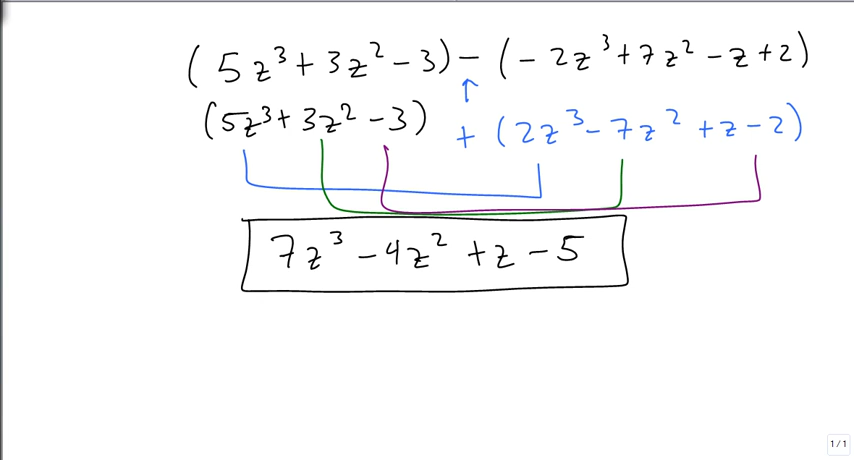 (5z³+3z²-3)-(-2z³+7z²-z+2)
↑
(5z³+3z²-3) + (2z³-7z²+z-2)
7z³-4z²+z-5
1/1